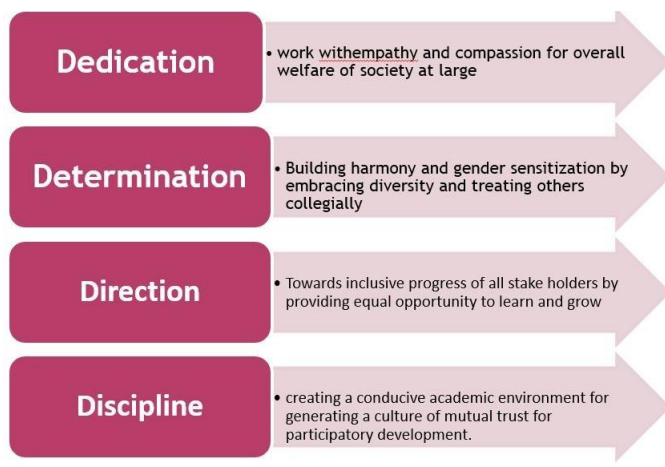 Dedication
• work withempathy and compassion for overall
welfare of society at large
Determination
• Building harmony and gender sensitization by
embracing diversity and treating others
collegially
Direction
• Towards inclusive progress of all stake holders by
providing equal opportunity to learn and grow
Discipline
• creating a conducive academic environment for
generating a culture of mutual trust for
participatory development.